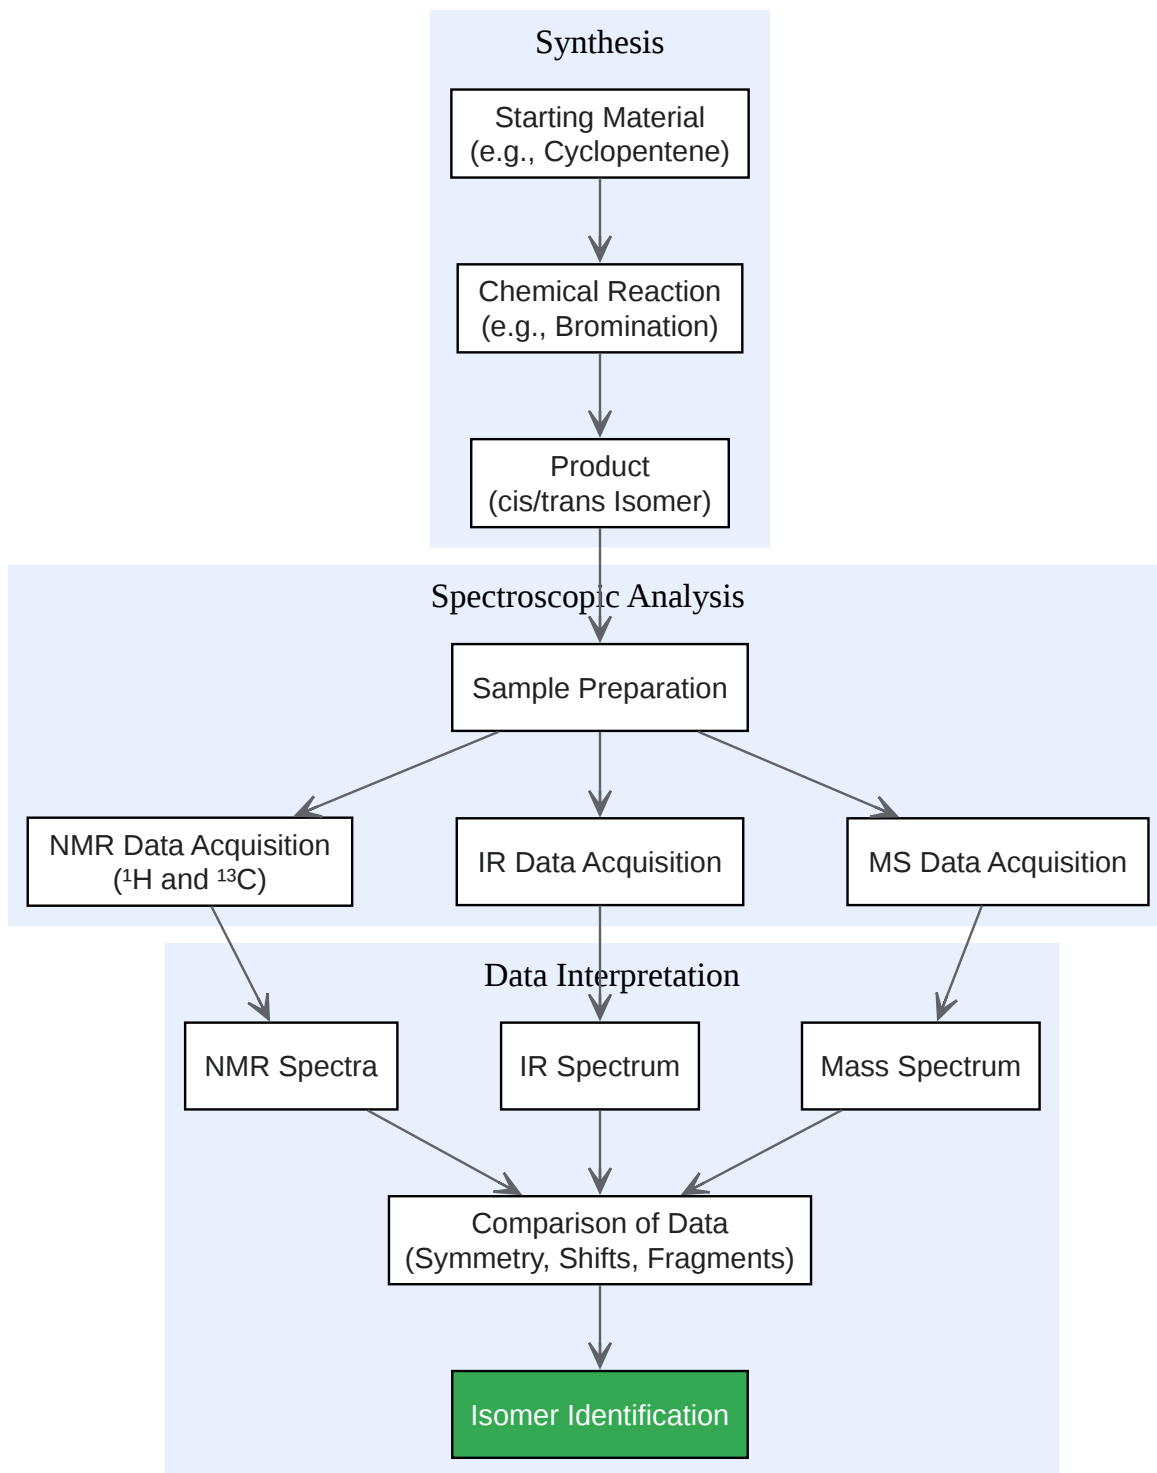 Synthesis
Starting Material
(e.g., Cyclopentene)
Chemical Reaction
(e.g., Bromination)
Product
(cis/trans Isomer)
Spectroscopic Analysis
Sample Preparation
NMR Data Acquisition
(¹H and ¹³C)
IR Data Acquisition
MS Data Acquisition
Data Interpretation
NMR Spectra
IR Spectrum
Mass Spectrum
Comparison of Data
(Symmetry, Shifts, Fragments)
Isomer Identification